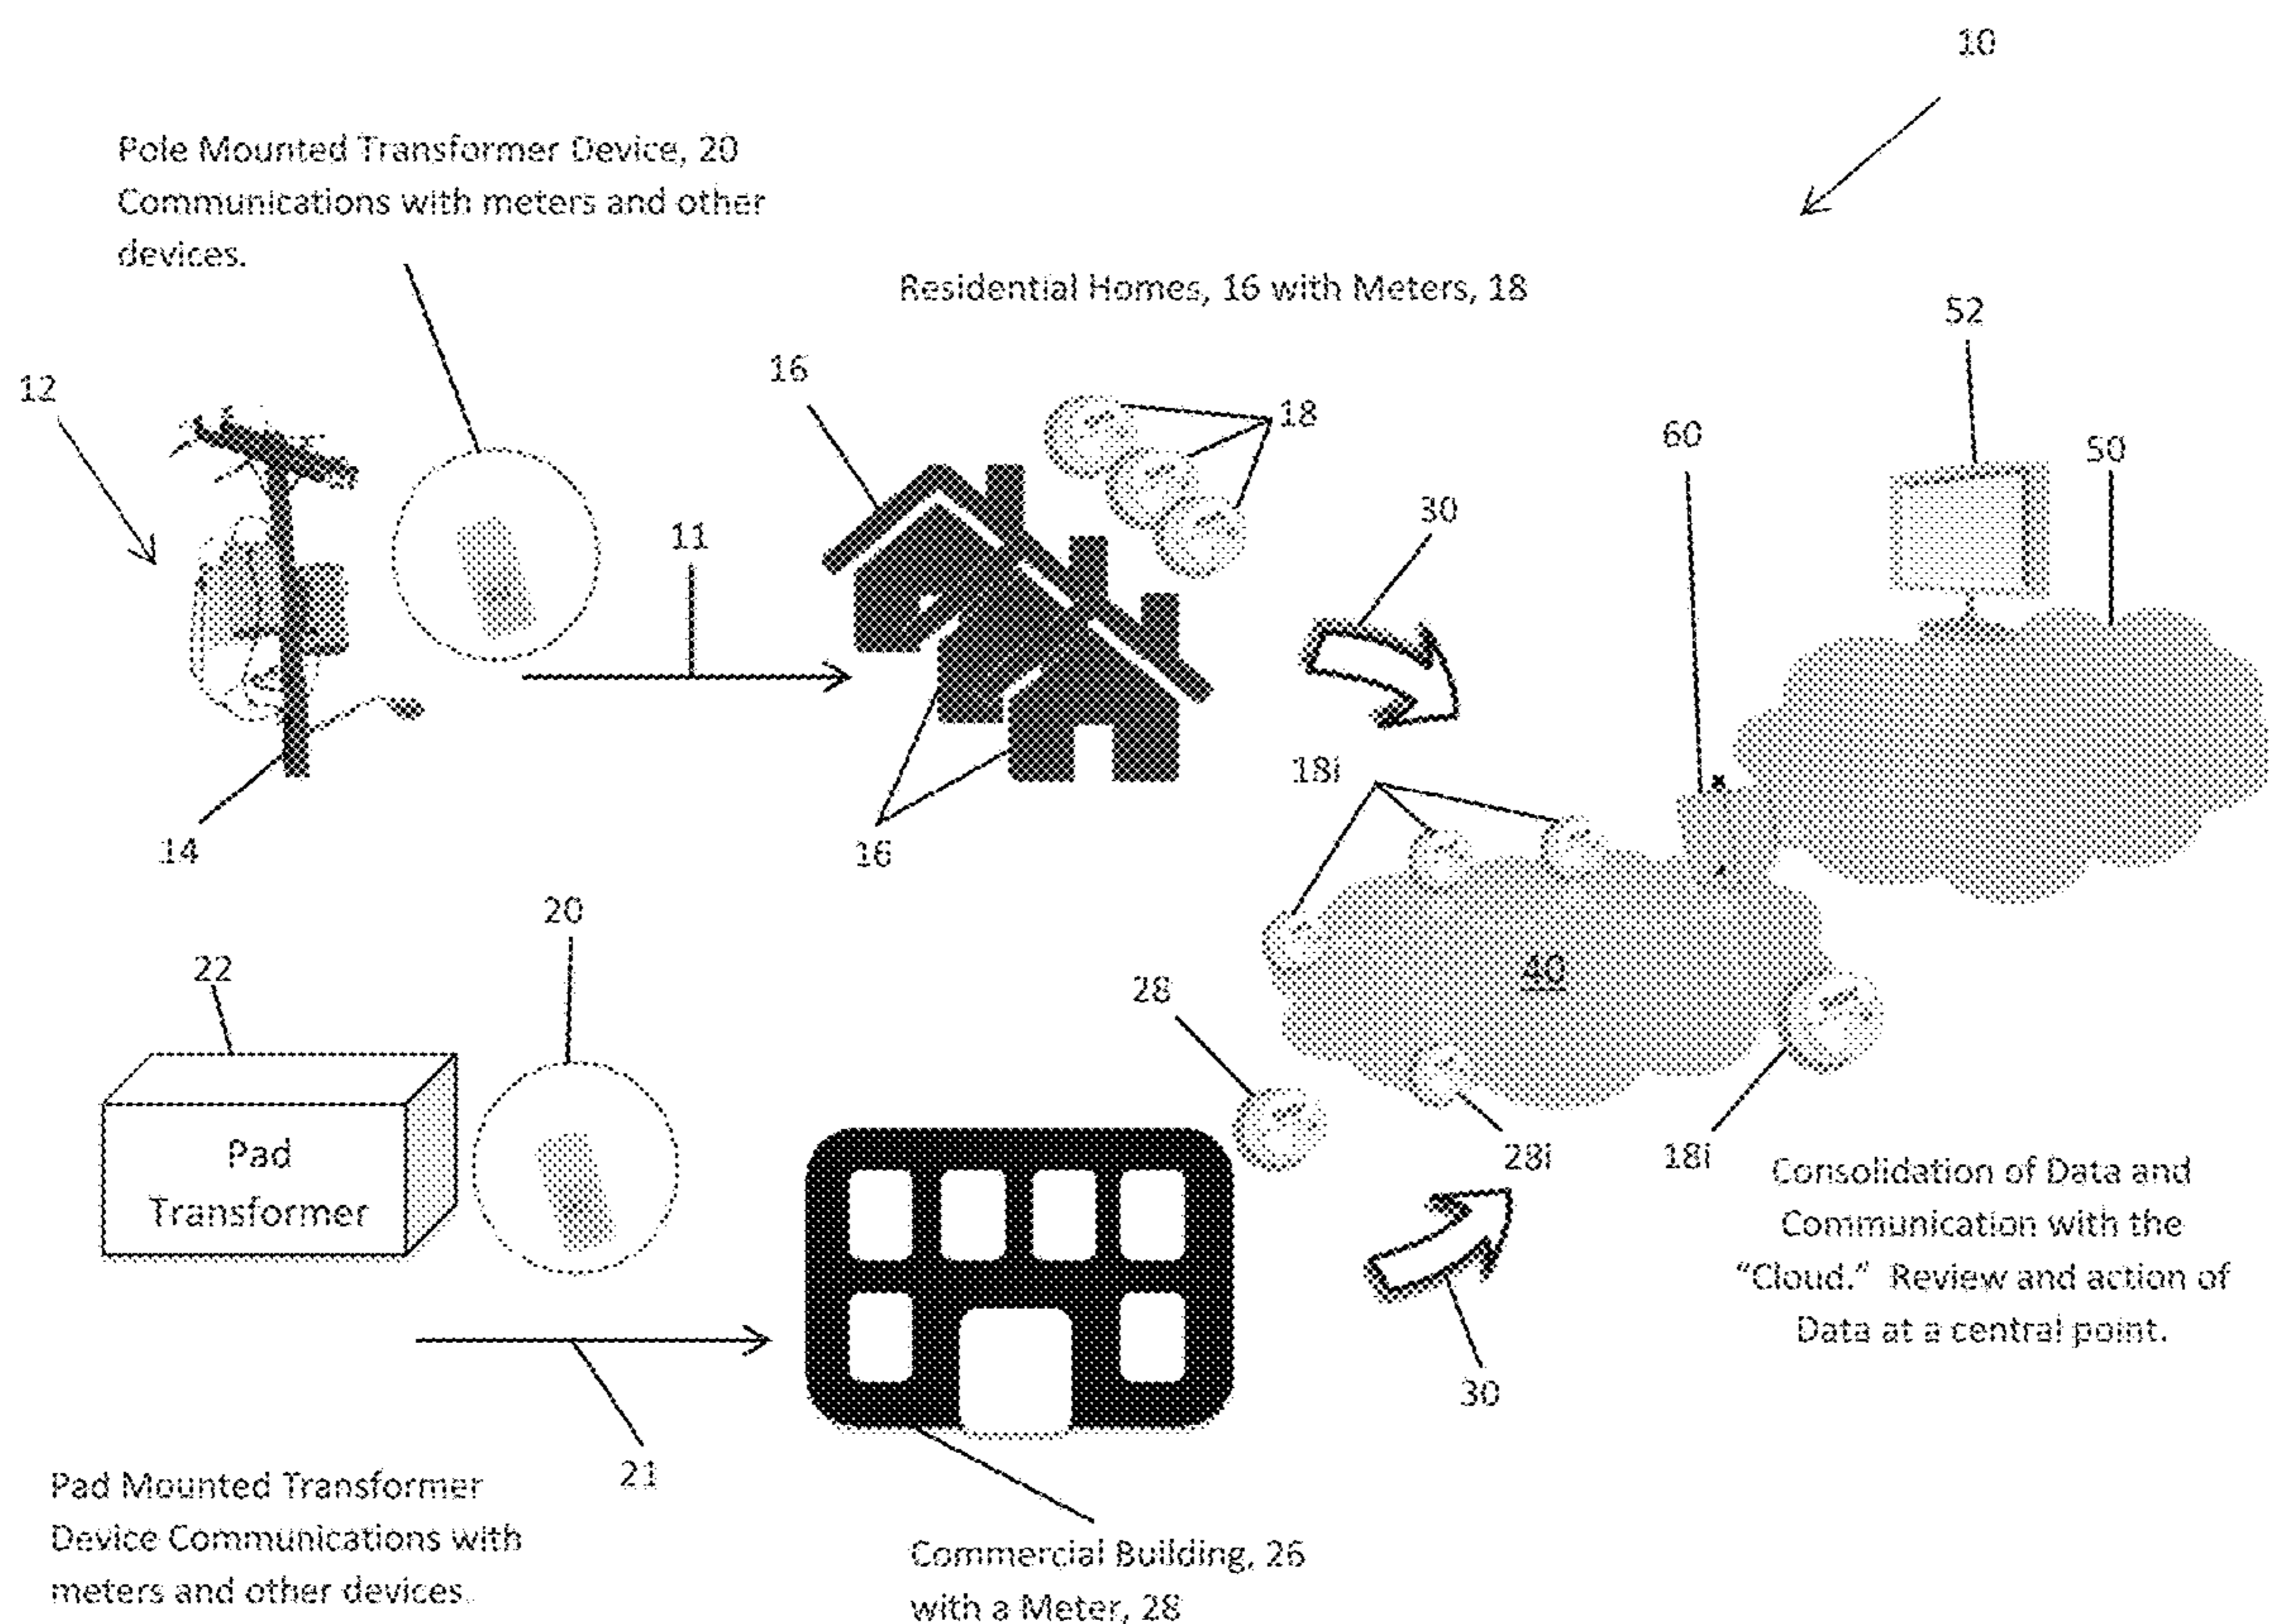 10
Pole Mounted Transformer Device, 20
Communications with meters and other
devices.
Residential Homes, 16 with Meters, 18
52
16
12
18
60
50
30
11
18i
14
16
20
22
40
28
Pad
Transformer
28i
18i
Consolidation of Data and
Communication with the
"Cloud." Review and action of
Data at a central point.
30
21
Pad Mounted Transformer
Device Communications with
meters and other devices.
Commercial Building, 26
with a Meter, 28